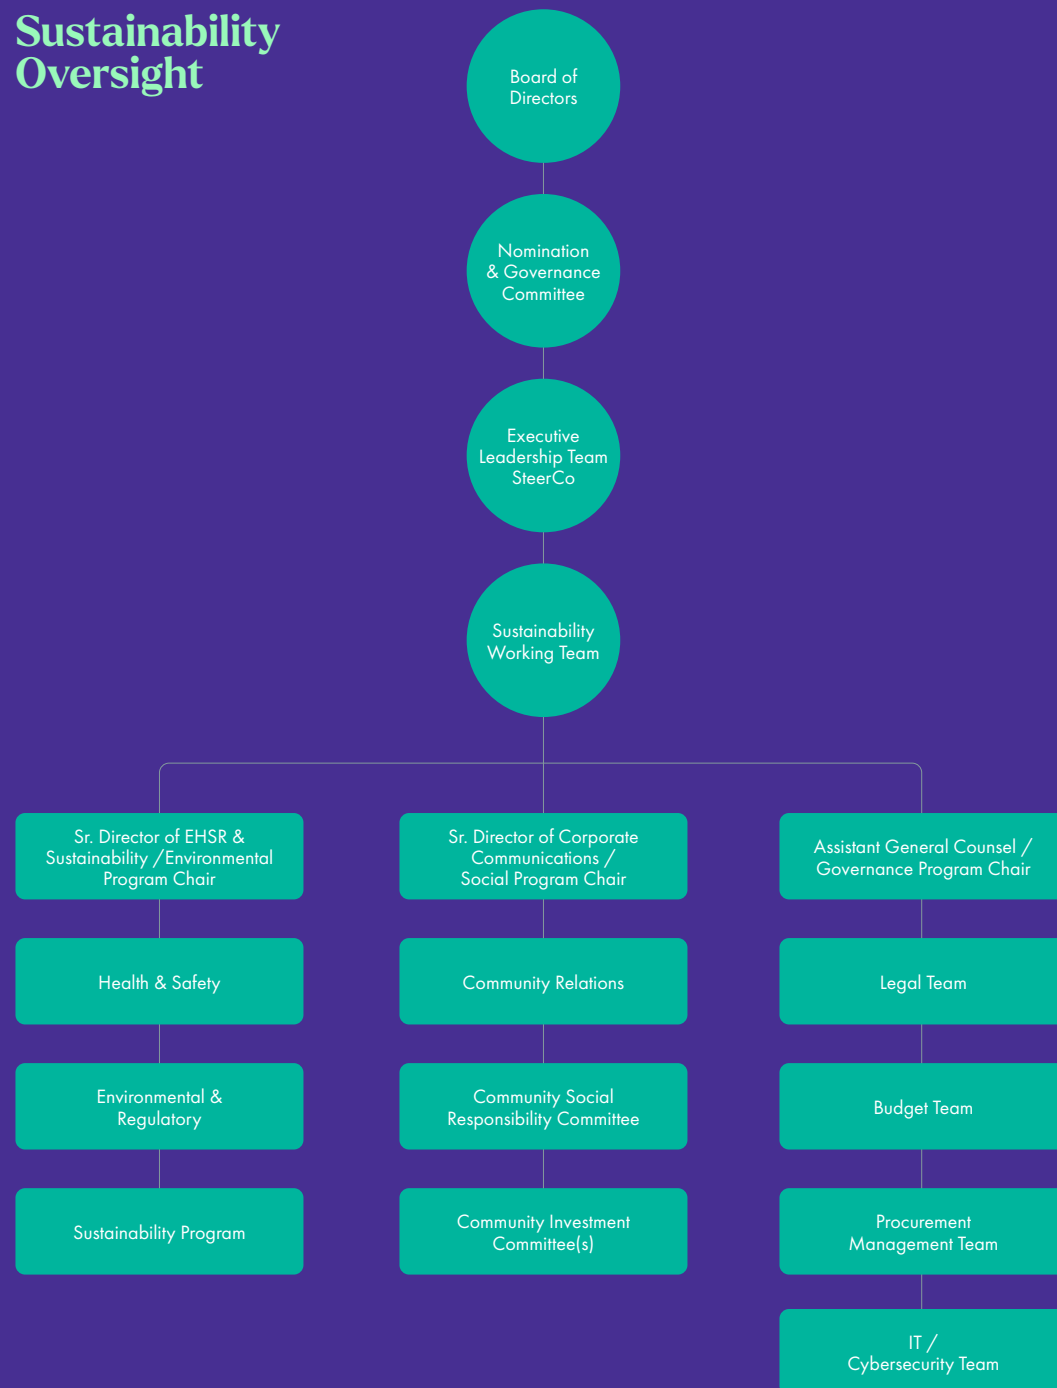 Sustainability
Oversight
Board of
Directors
Nomination
& Governance
Committee
Executive
Leadership Team
SteerCo
Sustainability
Working Team
Sr. Director of EHSR &
Sustainability /Environmental
Program Chair
Health & Safety
Environmental &
Regulatory
Sustainability Program
Sr. Director of Corporate
Communications /
Social Program Chair
Community Relations
Community Social
Responsibility Committee
Community Investment
Committee(s)
Assistant General Counsel /
Governance Program Chair
Legal Team
Budget Team
Procurement
Management Team
IT /
Cybersecurity Team